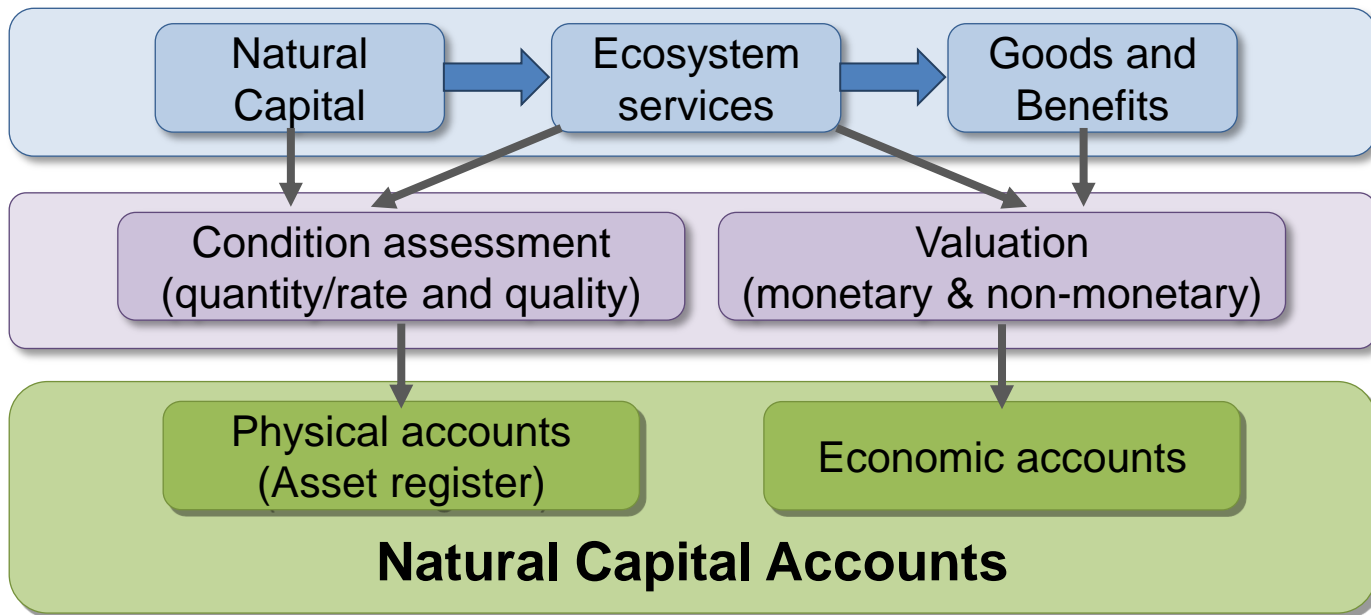 Natural
Capital
Ecosystem
services
Goods and
Benefits
Condition assessment
(quantity/rate and quality)
Valuation
(monetary & non-monetary)
Physical accounts
(Asset register)
Economic accounts
Natural Capital Accounts